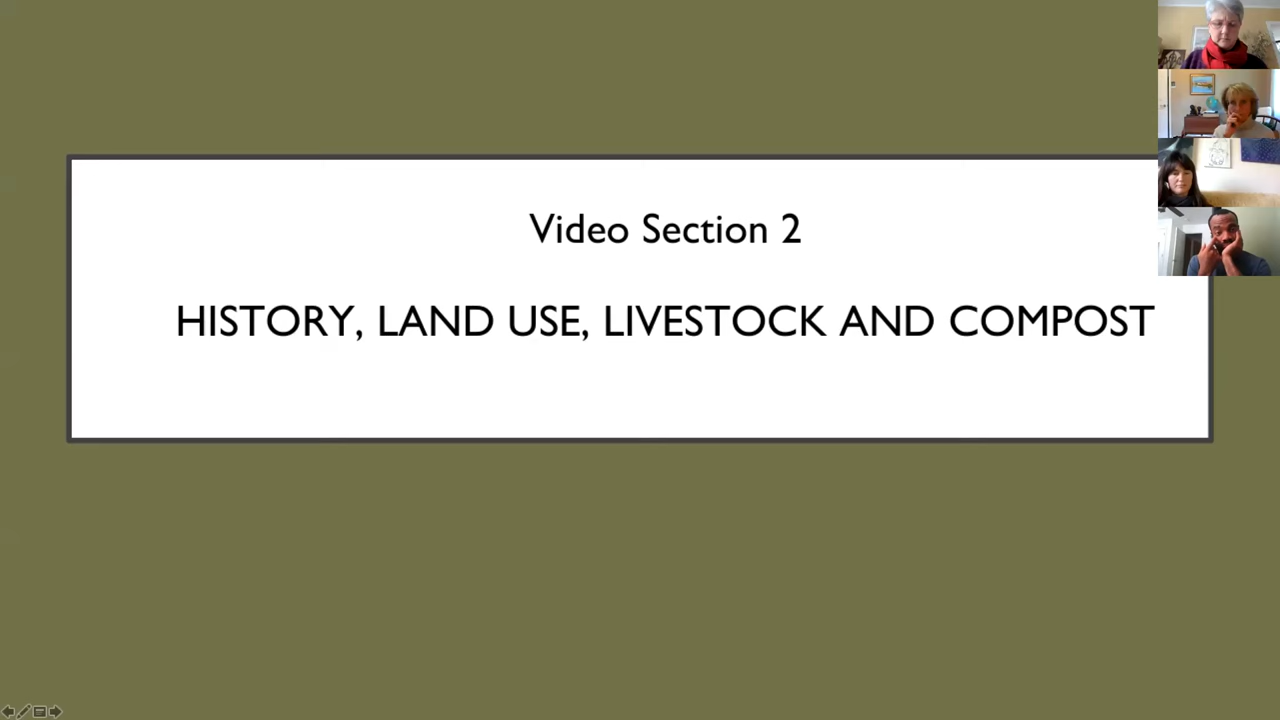 Video Section 2
HISTORY, LAND USE, LIVESTOCK AND COMPOST